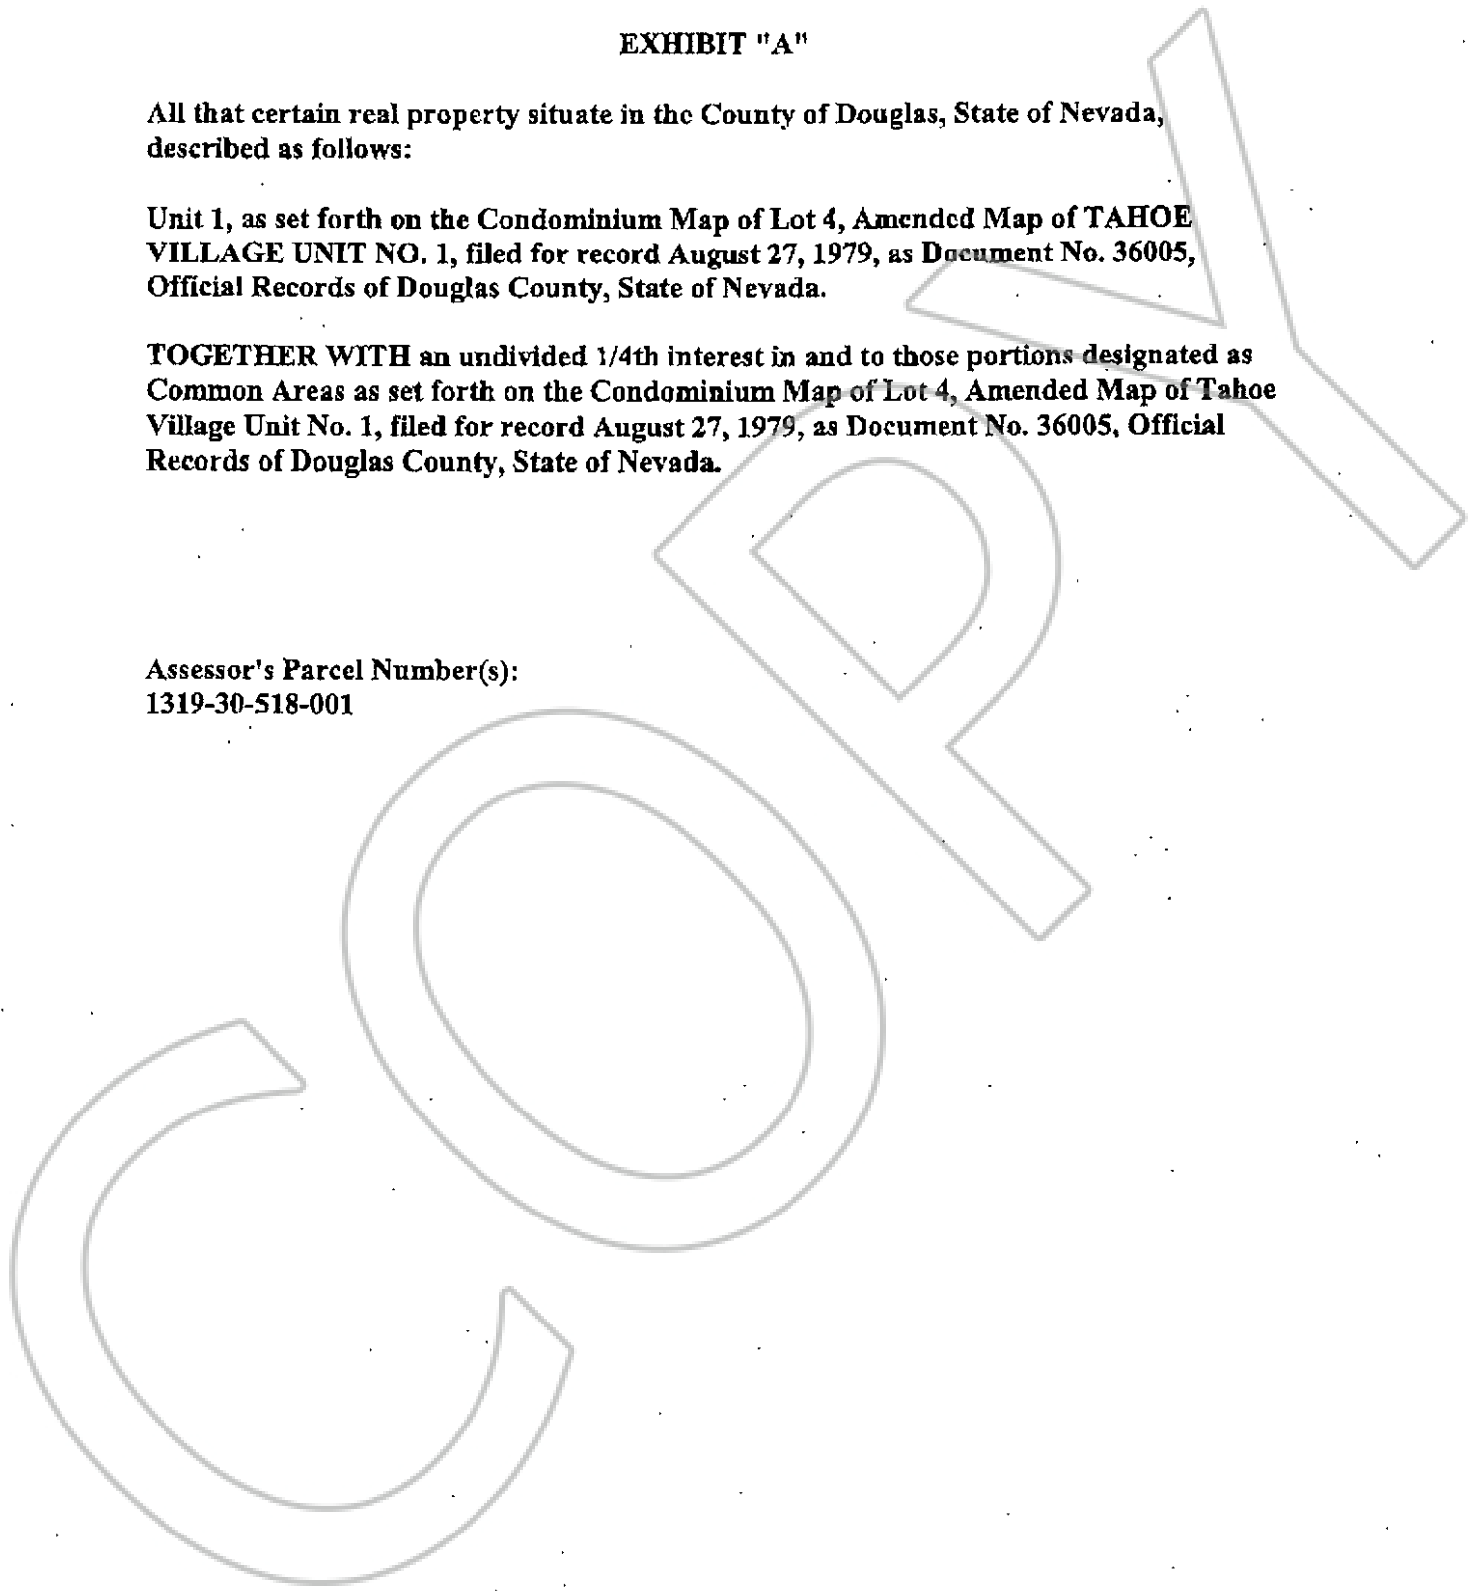 EXHIBIT "A"
All that certain real property situate in the County of Douglas, State of Nevada,
described as follows:
Unit 1, as set forth on the Condominium Map of Lot 4, Amended Map of TAHOE
VILLAGE UNIT NO. 1, filed for record August 27, 1979, as Document No. 36005,
Official Records of Douglas County, State of Nevada.
TOGETHER WITH an undivided 1/4th interest in and to those portions designated as
Common Areas as set forth on the Condominium Map of Lot 4, Amended Map of Tahoe
Village Unit No. 1, filed for record August 27, 1979, as Document No. 36005, Official
Records of Douglas County, State of Nevada.
Assessor's Parcel Number(s):
1319-30-518-001
COPY